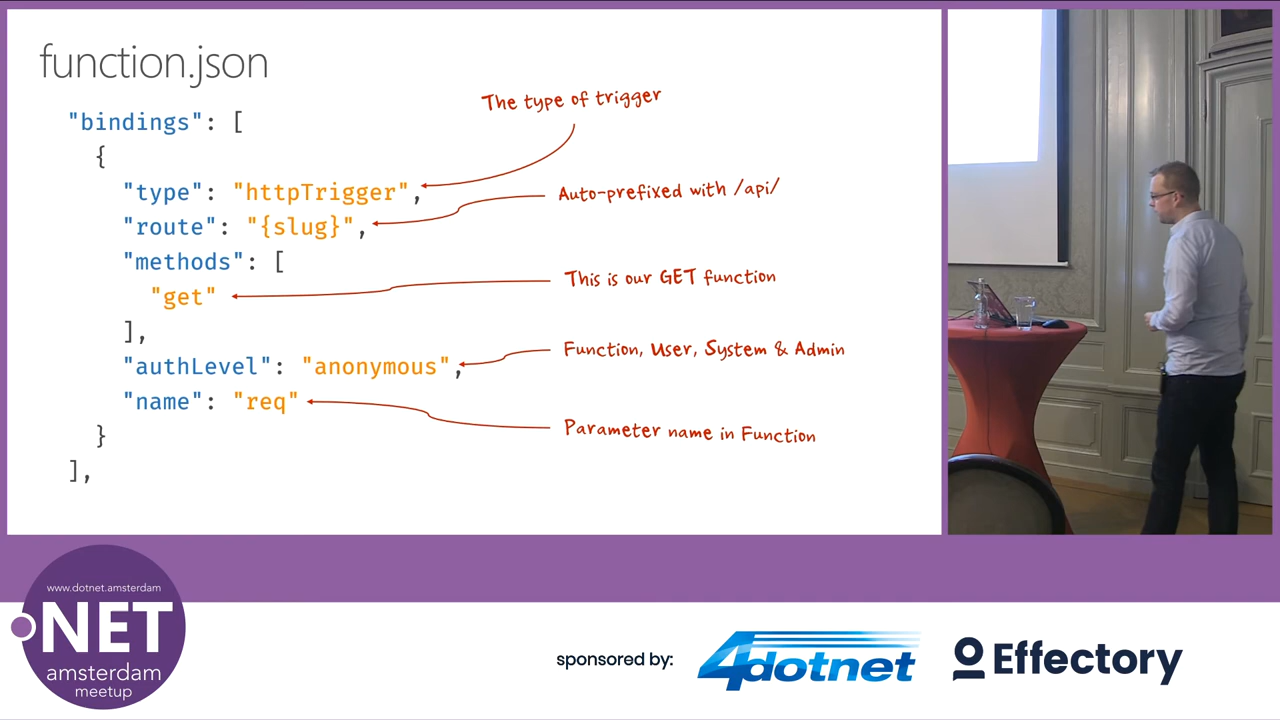 function.json
"bindings": [
{
"type": "httpTrigger",
"route": "{slug}",
"methods": [
"get"
],
"authLevel": "anonymous",
"name": "req"
}
],
The type of trigger
Auto-prefixed with /api/
This is our GET function
Function, User, System & Admin
Parameter name in Function
www.dotnet.amsterdam
.NET
amsterdam
meetup
sponsored by:
4dotnet
Effectory